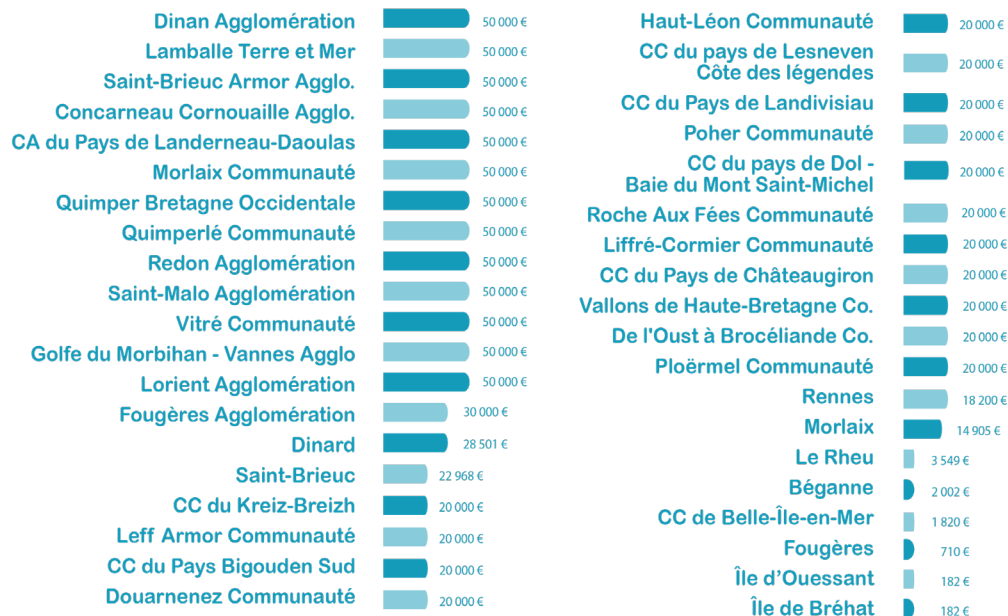 Dinan Agglomération 50 000 €
Lamballe Terre et Mer 50 000 €
Saint-Brieuc Armor Agglo. 50 000 €
Concarneau Cornouaille Agglo. 50 000 €
CA du Pays de Landerneau-Daoulas 50 000 €
Morlaix Communauté 50 000 €
Quimper Bretagne Occidentale 50 000 €
Quimperlé Communauté 50 000 €
Redon Agglomération 50 000 €
Saint-Malo Agglomération 50 000 €
Vitré Communauté 50 000 €
Golfe du Morbihan - Vannes Agglo 50 000 €
Lorient Agglomération 50 000 €
Fougères Agglomération 30 000 €
Dinard 28 501 €
Saint-Brieuc 22 968 €
CC du Kreiz-Breizh 20 000 €
Leff Armor Communauté 20 000 €
CC du Pays Bigouden Sud 20 000 €
Douarnenez Communauté 20 000 €
Haut-Léon Communauté 20 000 €
CC du pays de Lesneven
Côte des légendes 20 000 €
CC du Pays de Landivisiau 20 000 €
Poher Communauté 20 000 €
CC du pays de Dol -
Baie du Mont Saint-Michel 20 000 €
Roche Aux Fées Communauté 20 000 €
Liffré-Cormier Communauté 20 000 €
CC du Pays de Châteaugiron 20 000 €
Vallons de Haute-Bretagne Co. 20 000 €
De l'Oust à Brocéliande Co. 20 000 €
Ploërmel Communauté 20 000 €
Rennes 18 200 €
Morlaix 14 905 €
Le Rheu 3 549 €
Béganne 2 002 €
CC de Belle-Île-en-Mer 1 820 €
Fougères 710 €
Île d’Ouessant 182 €
Île de Bréhat 182 €